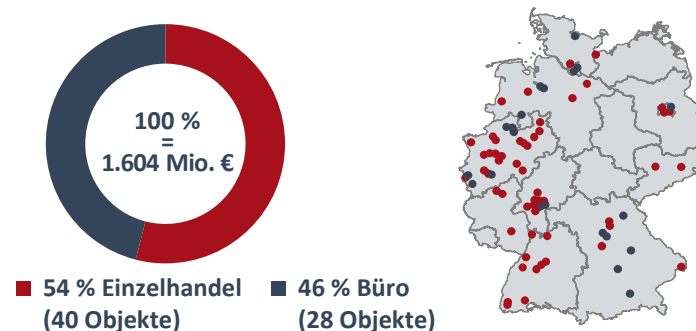 100 %
=
1.604 Mio. €
54 % Einzelhandel
(40 Objekte)
46 % Büro
(28 Objekte)